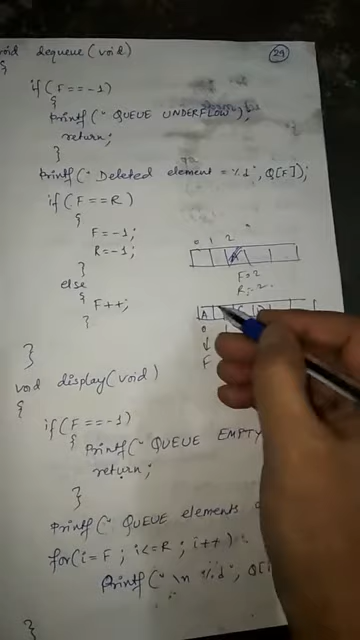 void dequeue(void)
29
{
if (F==-1)
{
printf(" QUEUE UNDERFLOW");
return;
}
printf(" Deleted element = %d", Q[F]);
if (F==R)
{
F=-1;
R=-1;
}
else
{
F++;
}
}
0 1 2
F=2
R=2
A
0
F
void display(void)
{
if (F==-1)
{
printf(" QUEUE EMPTY
return;
}
printf(" QUEUE elements
for(i=F; i<=R; i++)
printf(" \n %d", Q[i
}